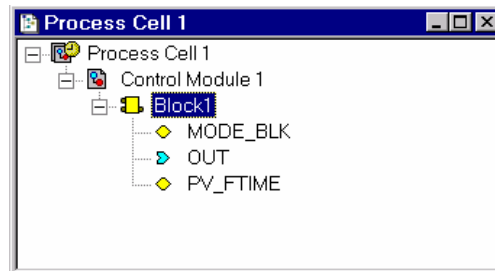 Process Cell 1
Process Cell 1
Control Module 1
Block1
MODE_BLK
OUT
PV_FTIME